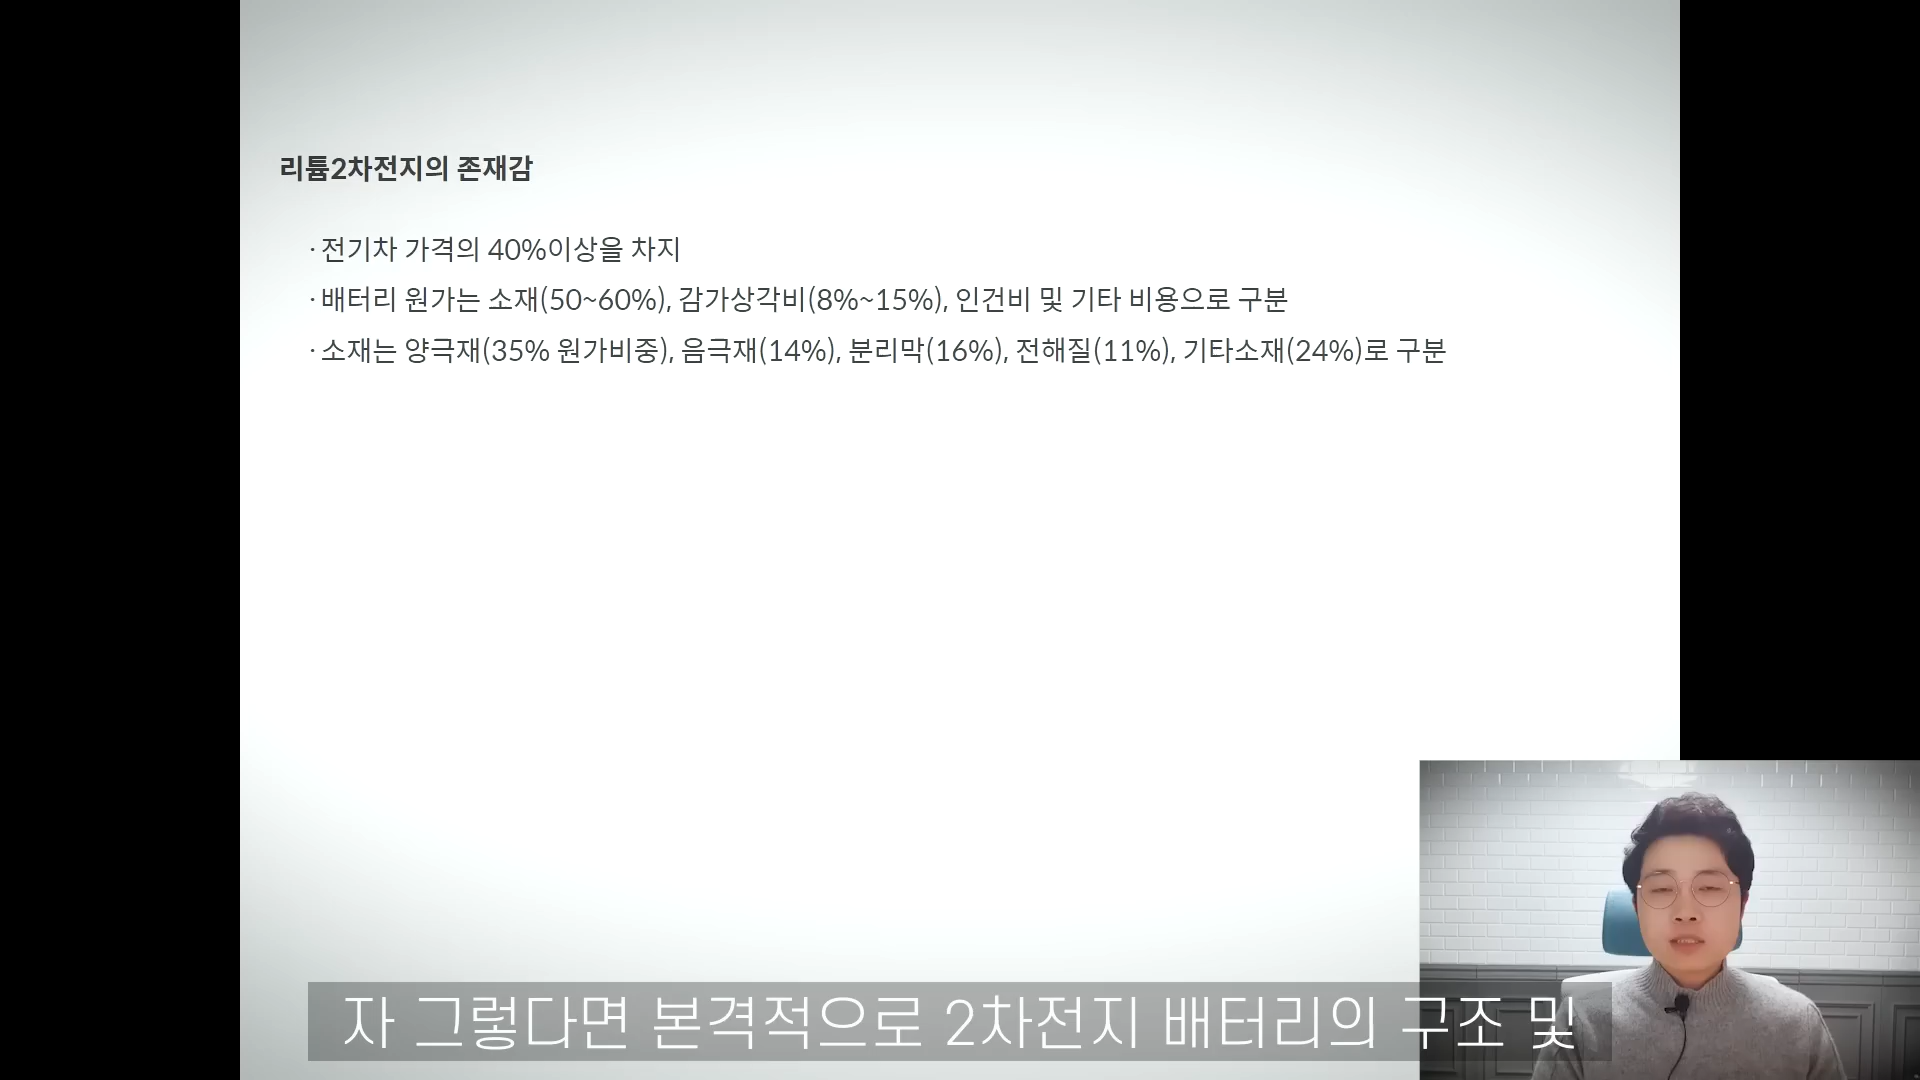 리튬2차전지의 존재감
· 전기차 가격의 40%이상을 차지
· 배터리 원가는 소재(50~60%), 감가상각비(8%~15%), 인건비 및 기타 비용으로 구분
· 소재는 양극재(35% 원가비중), 음극재(14%), 분리막(16%), 전해질(11%), 기타소재(24%)로 구분
자 그렇다면 본격적으로 2차전지 배터리의 구조 및